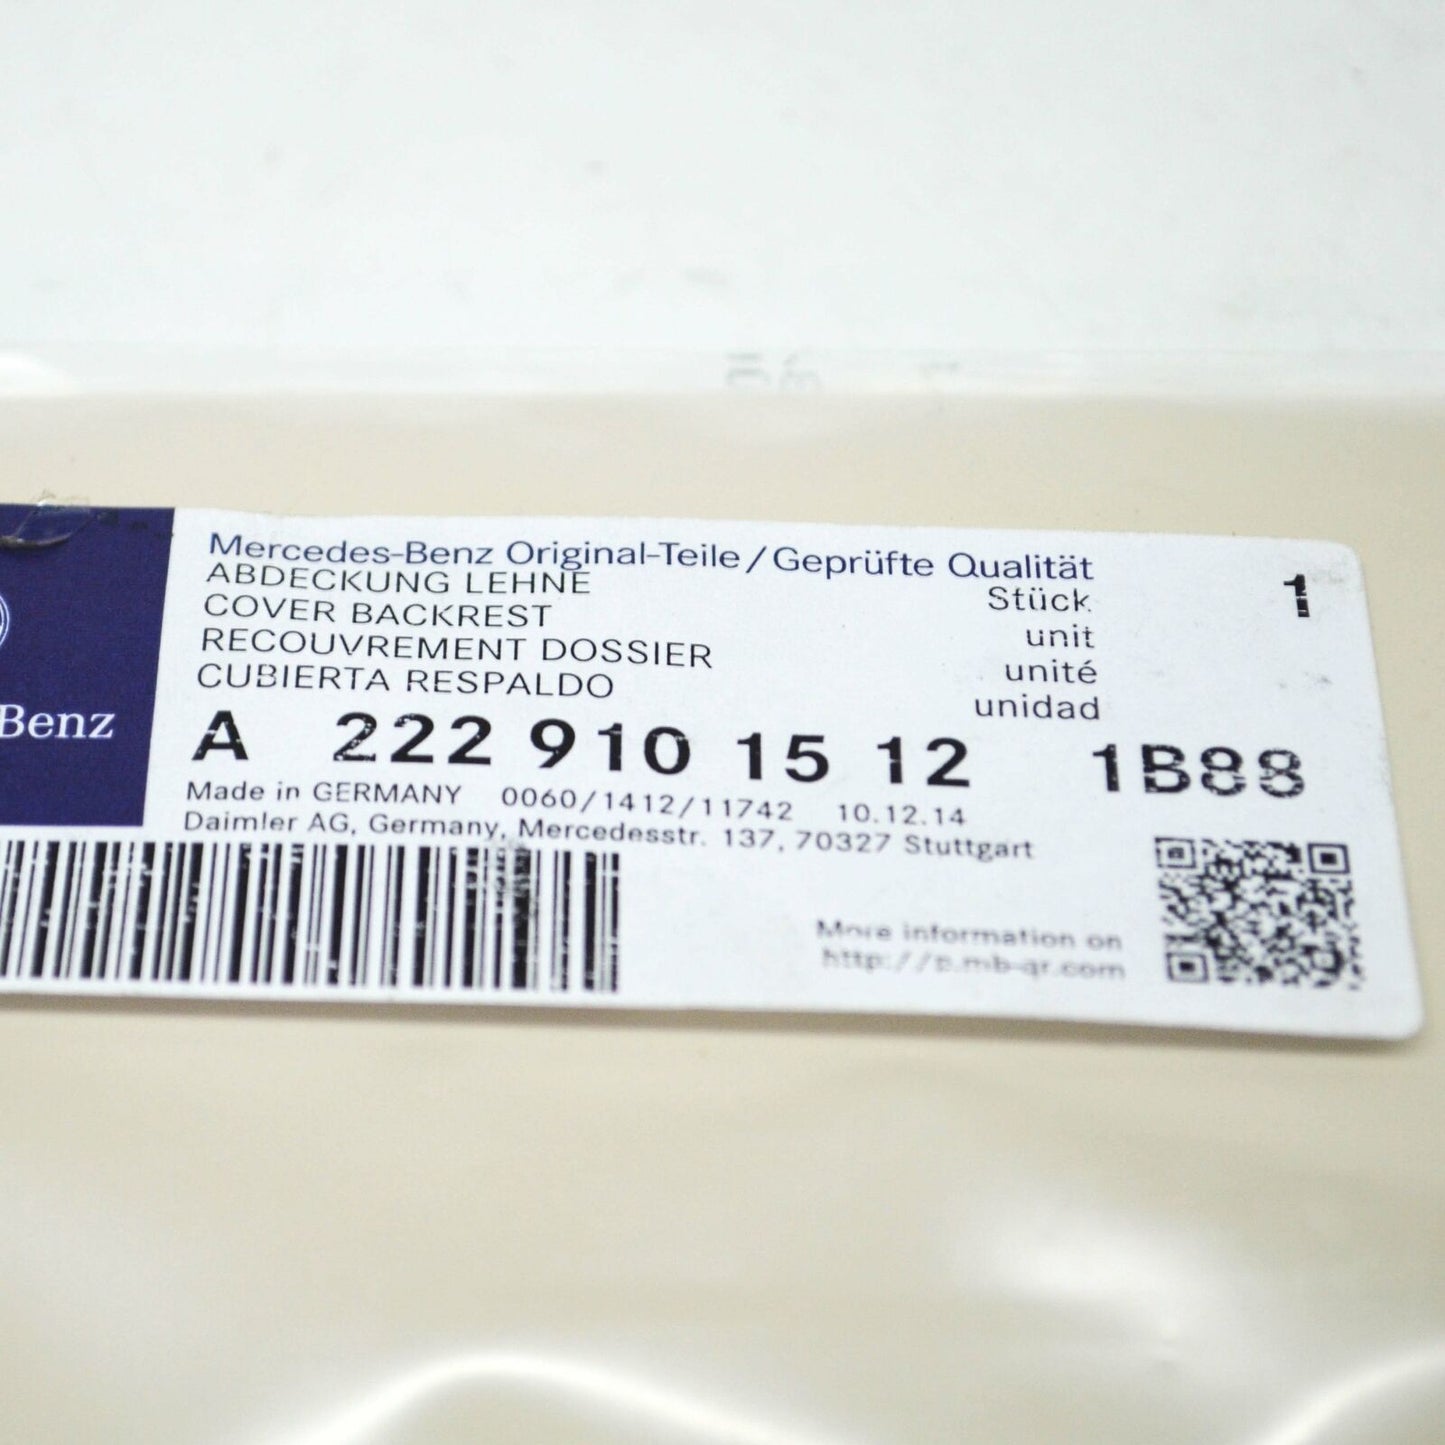 Benz
Mercedes-Benz Original-Teile/Geprüfte Qualität
ABDECKUNG LEHNE
COVER BACKREST
RECOUVREMENT DOSSIER
CUBIERTA RESPALDO
Stück 1
unit
unité
unidad
A 222 910 15 12 1B88
Made in GERMANY 0060/1412/11742 10.12.14
Daimler AG, Germany, Mercedesstr. 137, 70327 Stuttgart
More information on
http://p.mb-qr.com